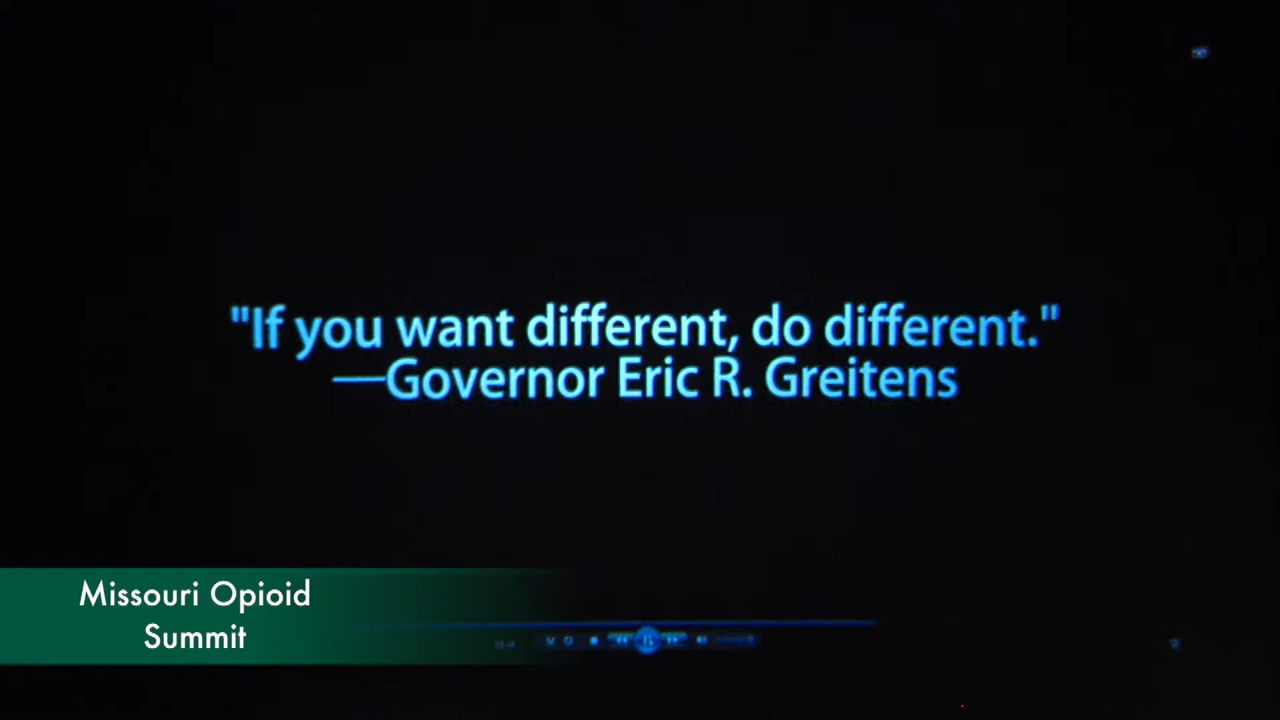 "If you want different, do different."
—Governor Eric R. Greitens
Missouri Opioid
Summit